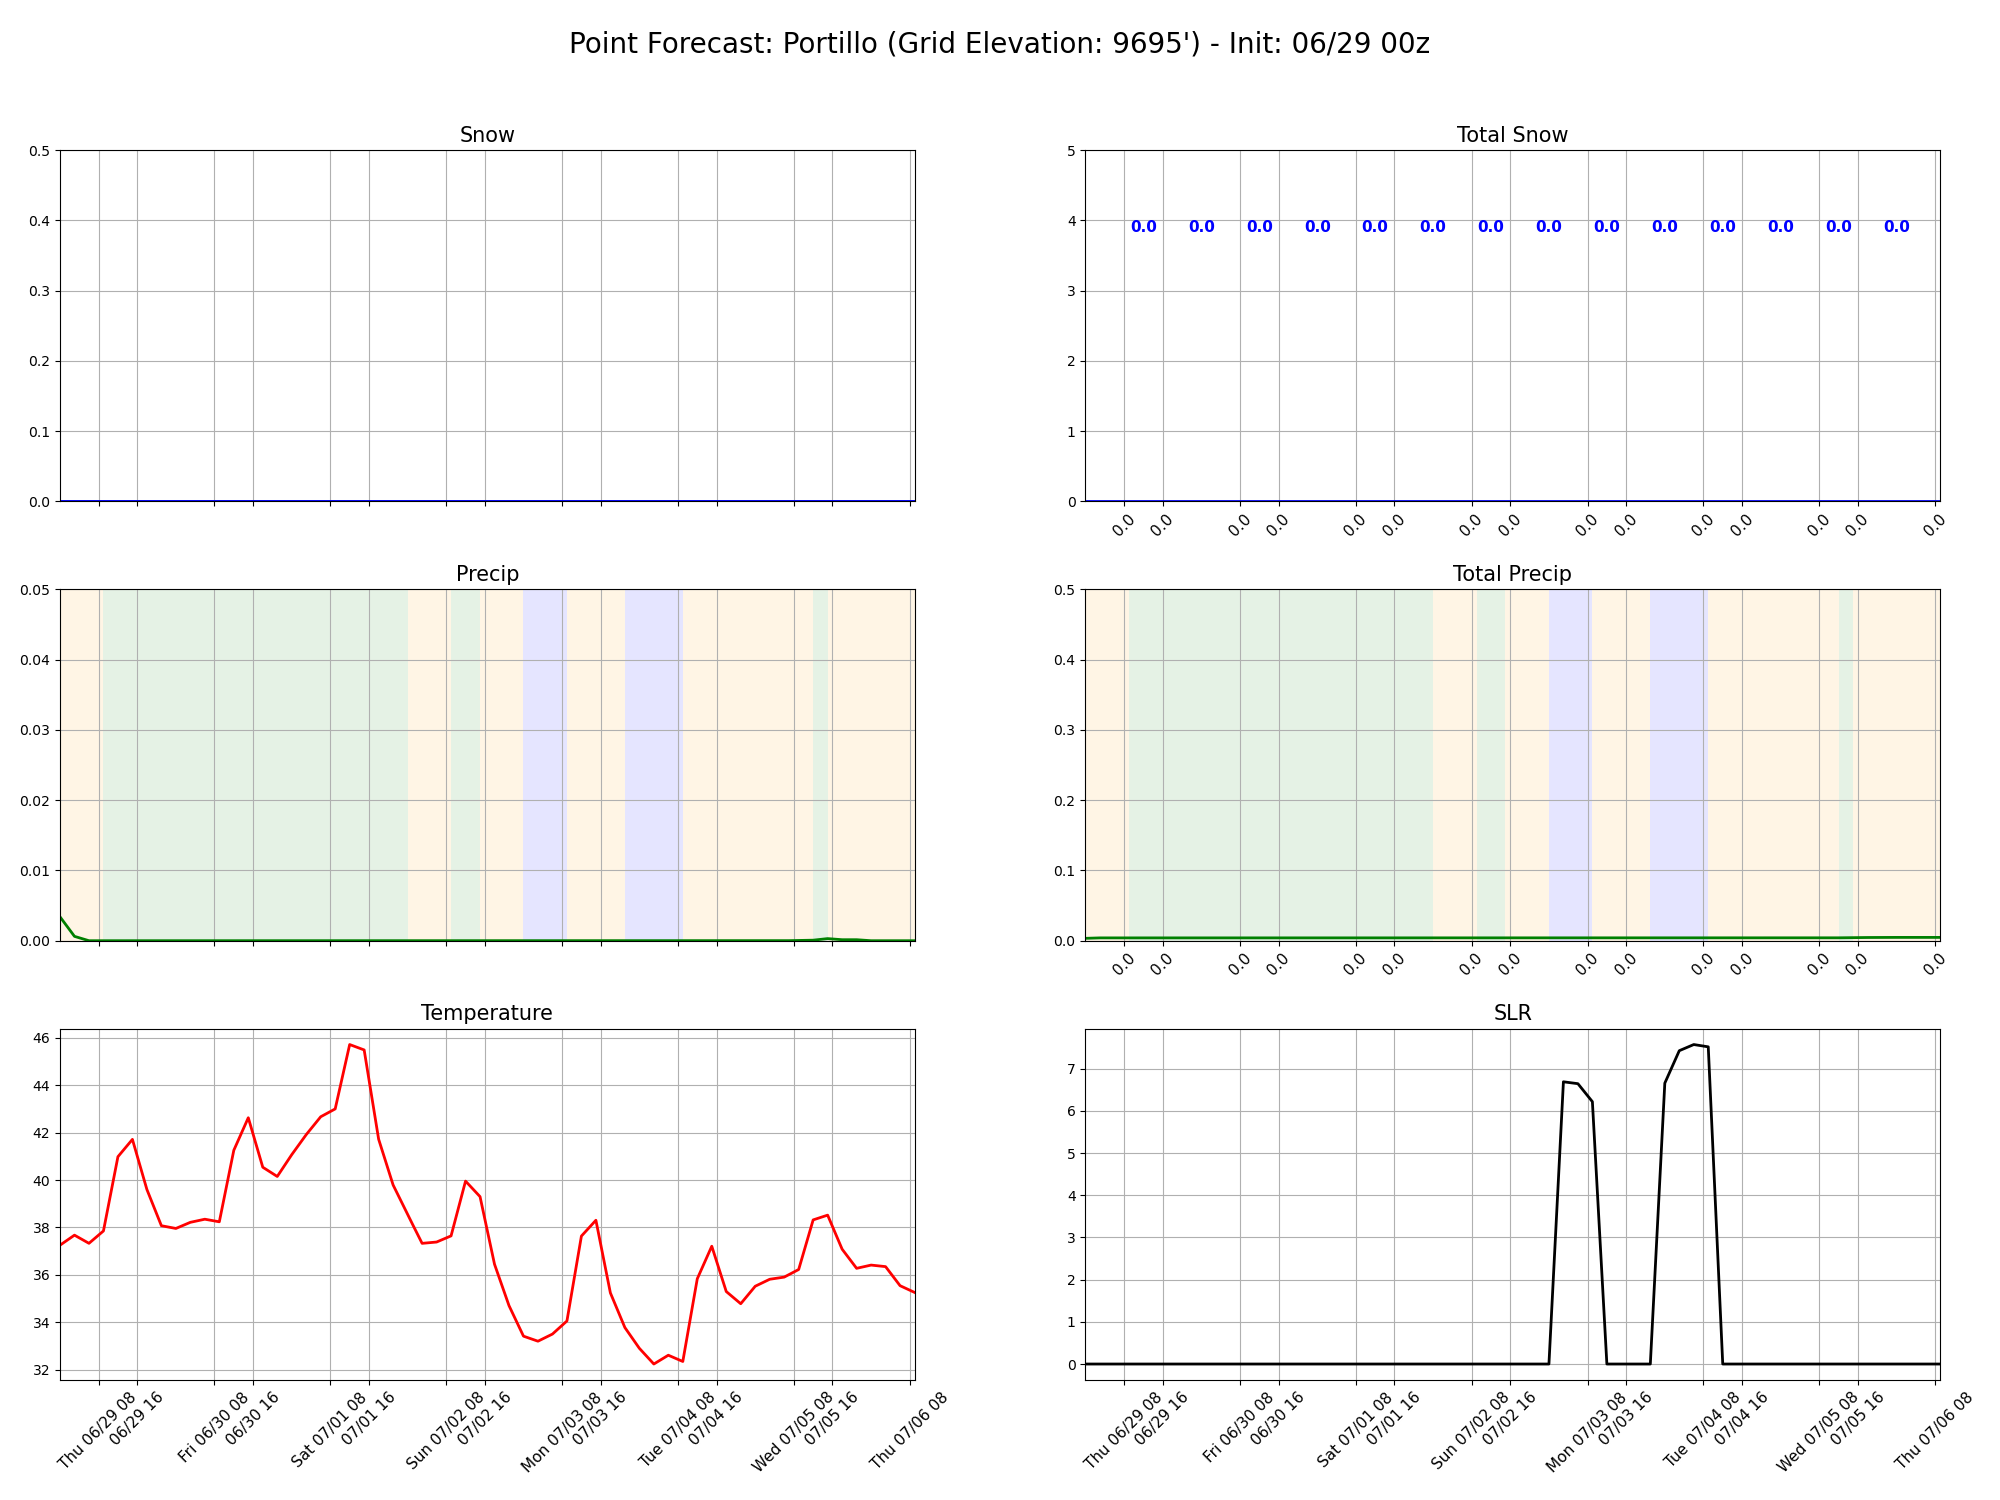 Point Forecast: Portillo (Grid Elevation: 9695') - Init: 06/29 00z
Snow
0.5
0.4
0.3
0.2
0.1
0.0
Total Snow
5
4
3
2
1
0
0.0 0.0 0.0 0.0 0.0 0.0 0.0 0.0 0.0 0.0 0.0 0.0 0.0 0.0
0.0 0.0 0.0 0.0 0.0 0.0 0.0 0.0 0.0 0.0 0.0 0.0 0.0 0.0 0.0
Precip
0.05
0.04
0.03
0.02
0.01
0.00
Total Precip
0.5
0.4
0.3
0.2
0.1
0.0
0.0 0.0 0.0 0.0 0.0 0.0 0.0 0.0 0.0 0.0 0.0 0.0 0.0 0.0 0.0
Temperature
46
44
42
40
38
36
34
32
Thu 06/29 08
06/29 16
Fri 06/30 08
06/30 16
Sat 07/01 08
07/01 16
Sun 07/02 08
07/02 16
Mon 07/03 08
07/03 16
Tue 07/04 08
07/04 16
Wed 07/05 08
07/05 16
Thu 07/06 08
SLR
7
6
5
4
3
2
1
0
Thu 06/29 08
06/29 16
Fri 06/30 08
06/30 16
Sat 07/01 08
07/01 16
Sun 07/02 08
07/02 16
Mon 07/03 08
07/03 16
Tue 07/04 08
07/04 16
Wed 07/05 08
07/05 16
Thu 07/06 08